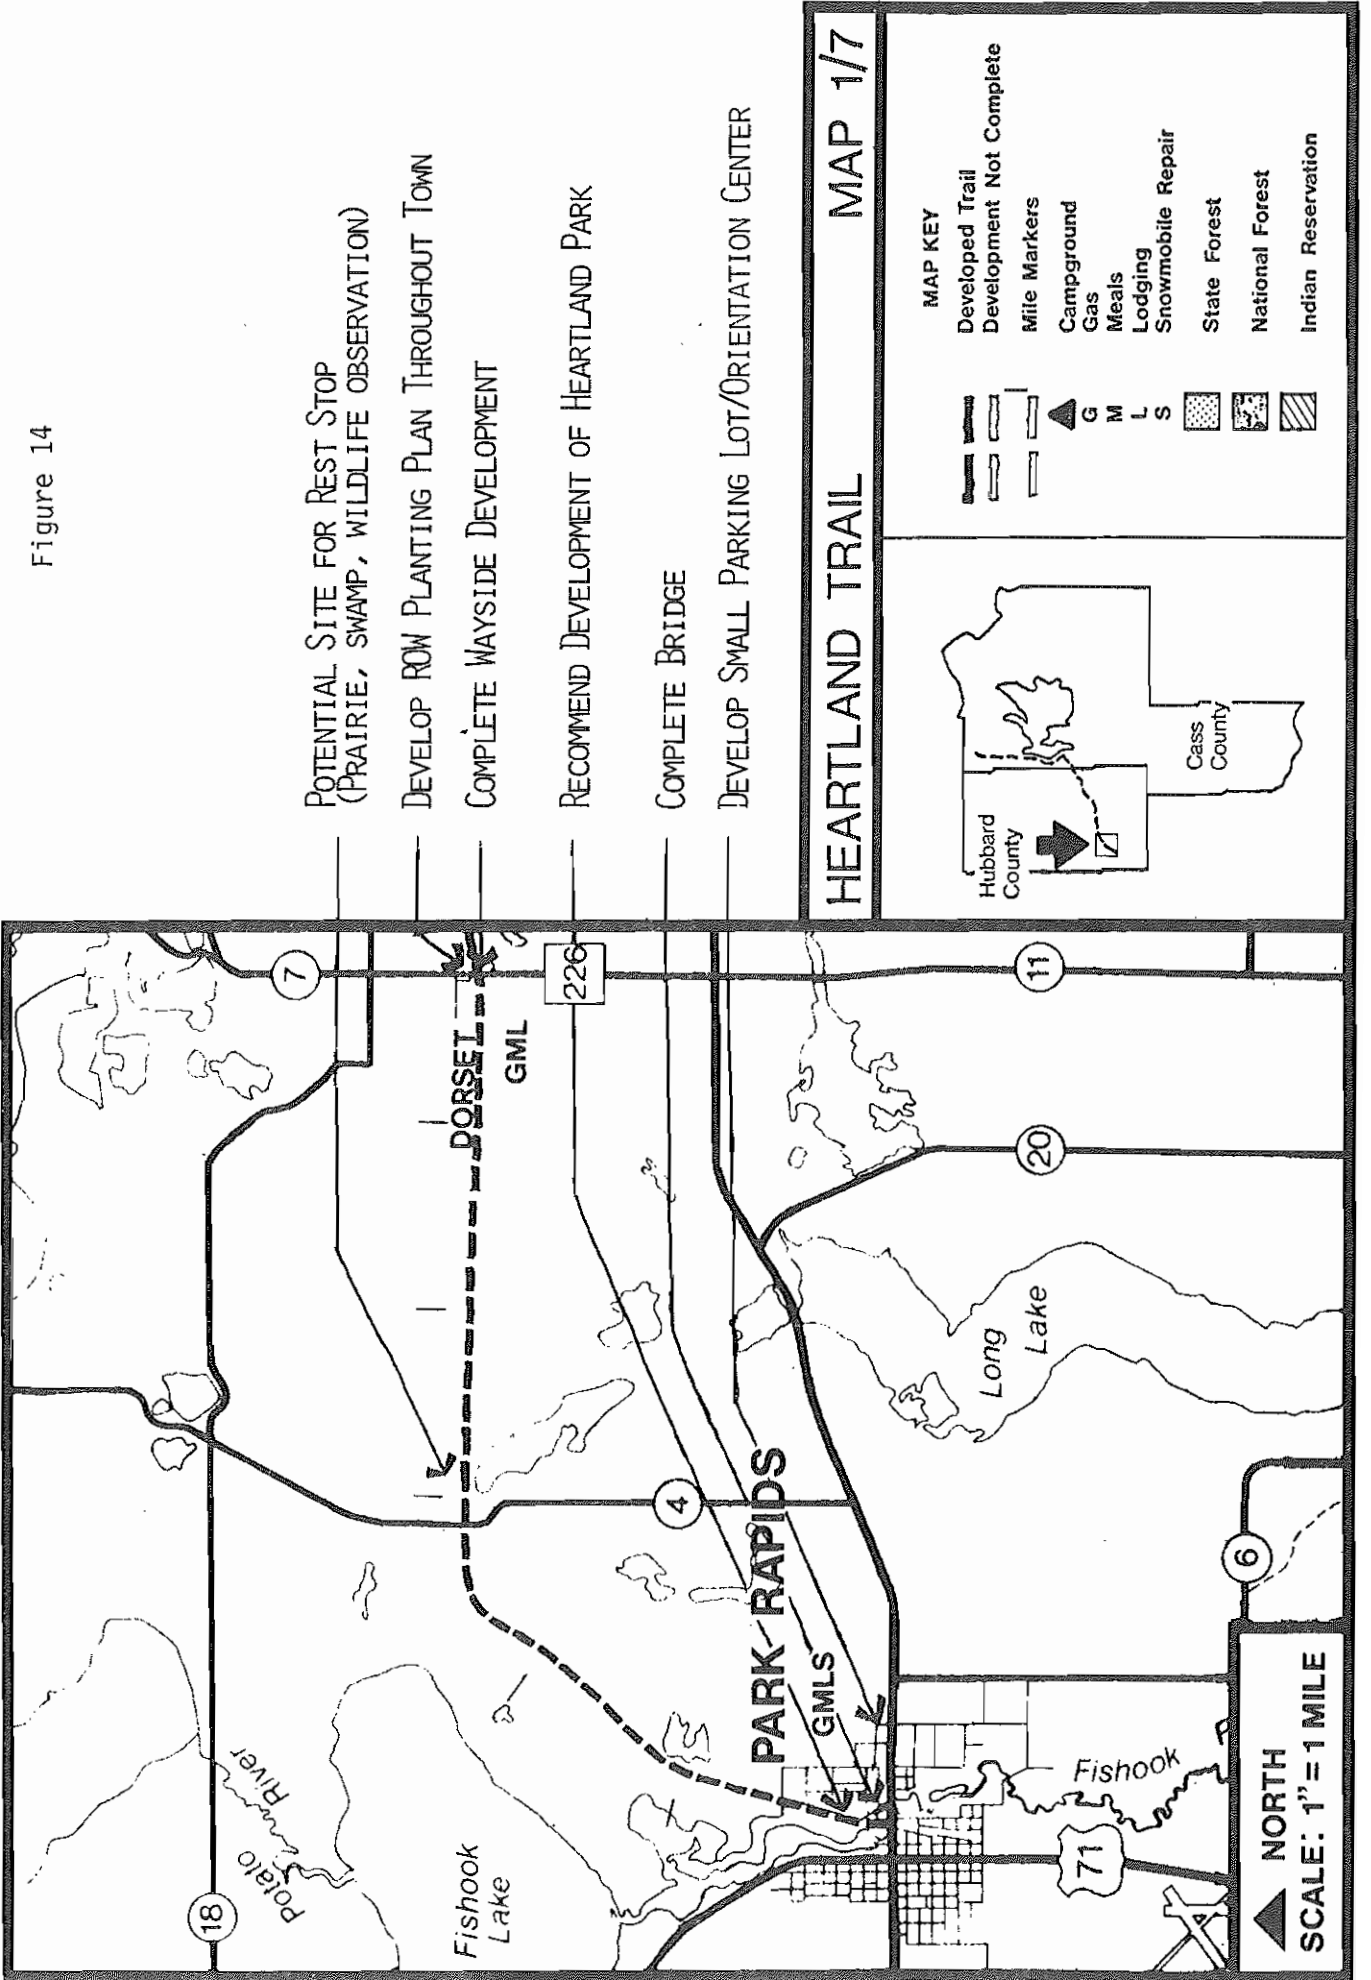 Figure 14
POTENTIAL SITE FOR REST STOP
(PRAIRIE, SWAMP, WILDLIFE OBSERVATION)
DEVELOP ROW PLANTING PLAN THROUGHOUT TOWN
COMPLETE WAYSIDE DEVELOPMENT
RECOMMEND DEVELOPMENT OF HEARTLAND PARK
COMPLETE BRIDGE
DEVELOP SMALL PARKING LOT/ORIENTATION CENTER
18
Potato
River
Fishook
Lake
7
DORSET
GML
226
4
PARK RAPIDS
GMLS
11
20
Long
Lake
6
Fishook
71
NORTH
SCALE: 1" = 1 MILE
HEARTLAND TRAIL MAP 1/7
Hubbard
County
Cass
County
MAP KEY
Developed Trail
Development Not Complete
Mile Markers
Campground
G Gas
M Meals
L Lodging
S Snowmobile Repair
State Forest
National Forest
Indian Reservation